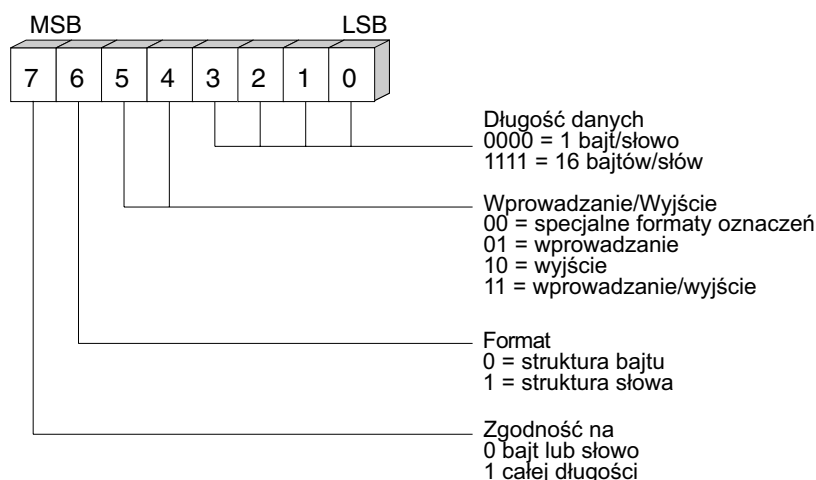 MSB LSB
7 6 5 4 3 2 1 0
Długość danych
0000 = 1 bajt/słowo
1111 = 16 bajtów/słów
Wprowadzanie/Wyjście
00 = specjalne formaty oznaczeń
01 = wprowadzanie
10 = wyjście
11 = wprowadzanie/wyjście
Format
0 = struktura bajtu
1 = struktura słowa
Zgodność na
0 bajt lub słowo
1 całej długości